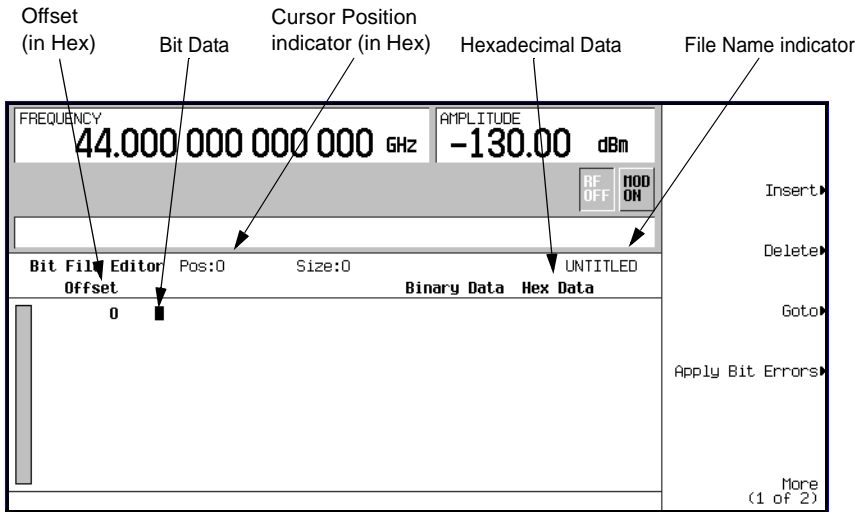 Offset
(in Hex)
Bit Data
Cursor Position
indicator (in Hex)
Hexadecimal Data
File Name indicator
FREQUENCY
44.000 000 000 000 GHz
AMPLITUDE
-130.00 dBm
RF
OFF
MOD
ON
Bit File Editor Pos:0 Size:0 UNTITLED
Offset Binary Data Hex Data
0
Insert
Delete
Goto
Apply Bit Errors
More
(1 of 2)